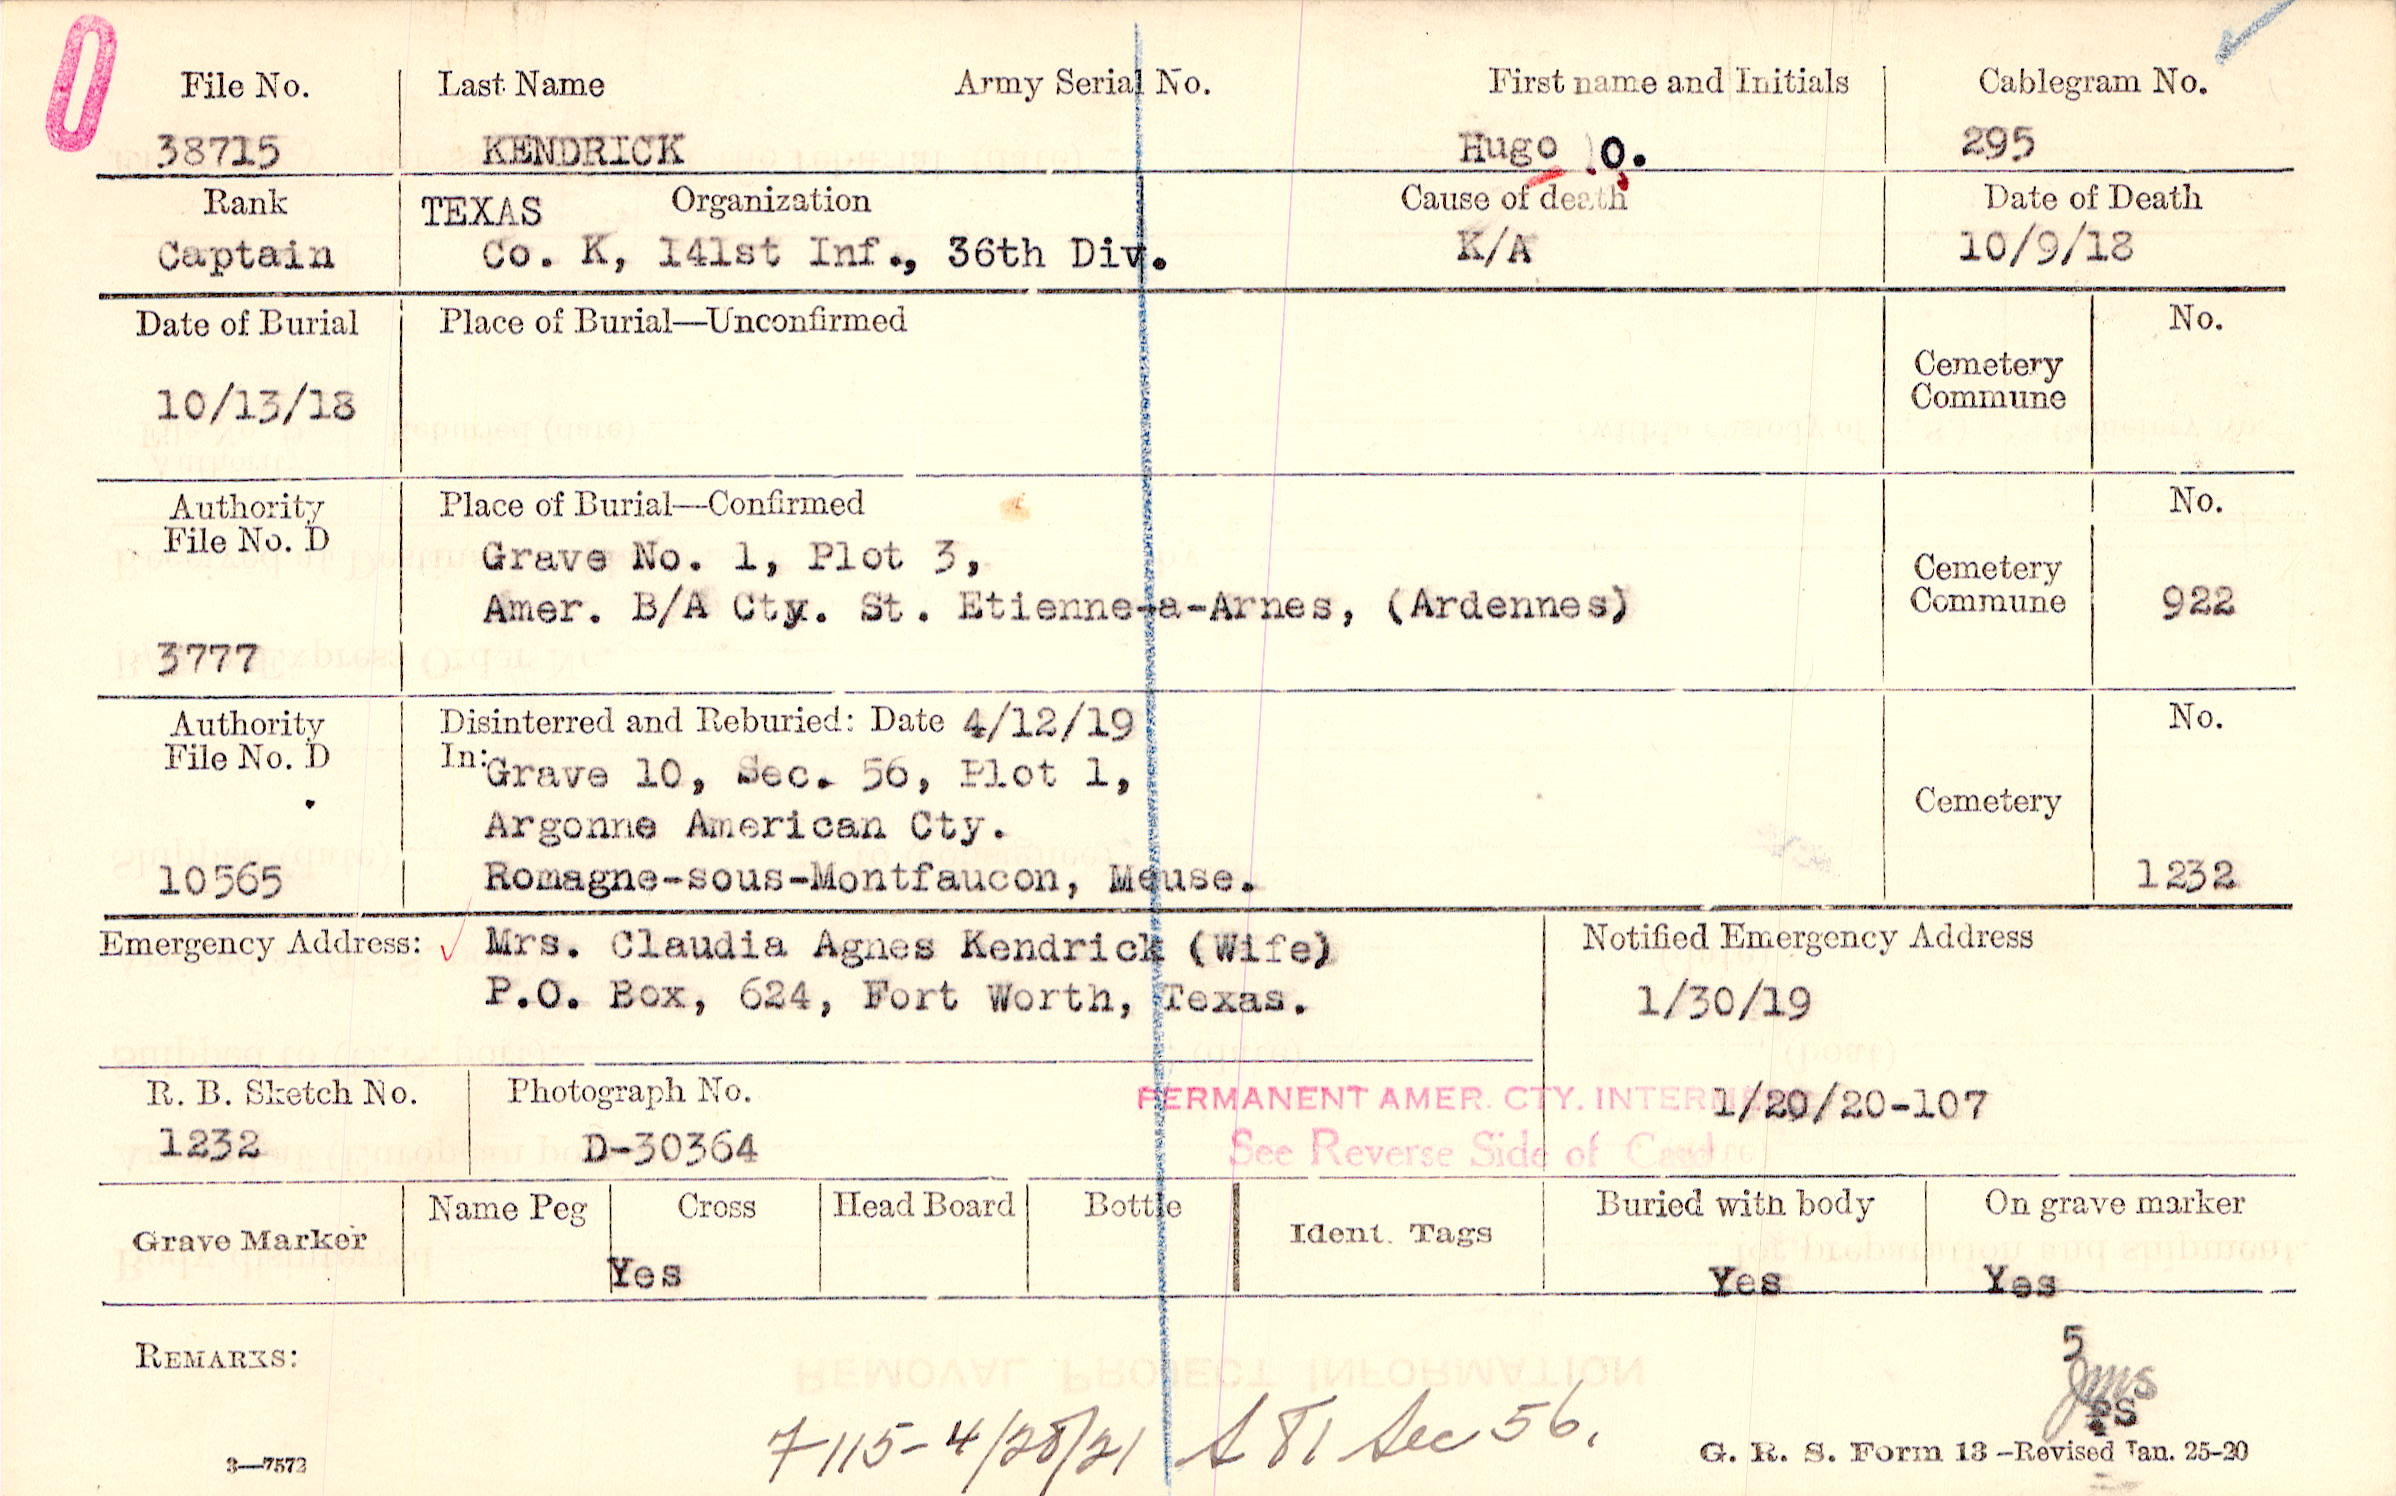 File No. Last Name Army Serial No. First name and Initials Cablegram No.
38715 KENDRICK Hugo O. 295
Rank TEXAS Organization Cause of death Date of Death
Captain Co. K, 141st Inf., 36th Div. K/A 10/9/18
Date of Burial Place of Burial—Unconfirmed No.
Cemetery
Commune
10/13/18
Authority Place of Burial—Confirmed No.
File No. D
Grave No. 1, Plot 3,
Cemetery
Amer. B/A Cty. St. Etienne-a-Arnes, (Ardennes) Commune 922
3777
Authority Disinterred and Reburied: Date 4/12/19 No.
File No. D In: Grave 10, Sec. 56, Plot 1,
Cemetery
Argonne American Cty.
10565 Romagne-sous-Montfaucon, Meuse. 1232
Emergency Address: Mrs. Claudia Agnes Kendrick (Wife) Notified Emergency Address
P.O. Box, 624, Fort Worth, Texas. 1/30/19
R. B. Sketch No. Photograph No. PERMANENT AMER. CTY. 1/20/20-107
1232 D-30364 See Reverse Side of Card
Grave Marker Name Peg Cross Head Board Bottle Ident. Tags Buried with body On grave marker
Yes Yes Yes
REMARKS:
5
7115-4/28/21 Sec 56.
3—7572 G. R. S. Form 13—Revised Jan. 25-20